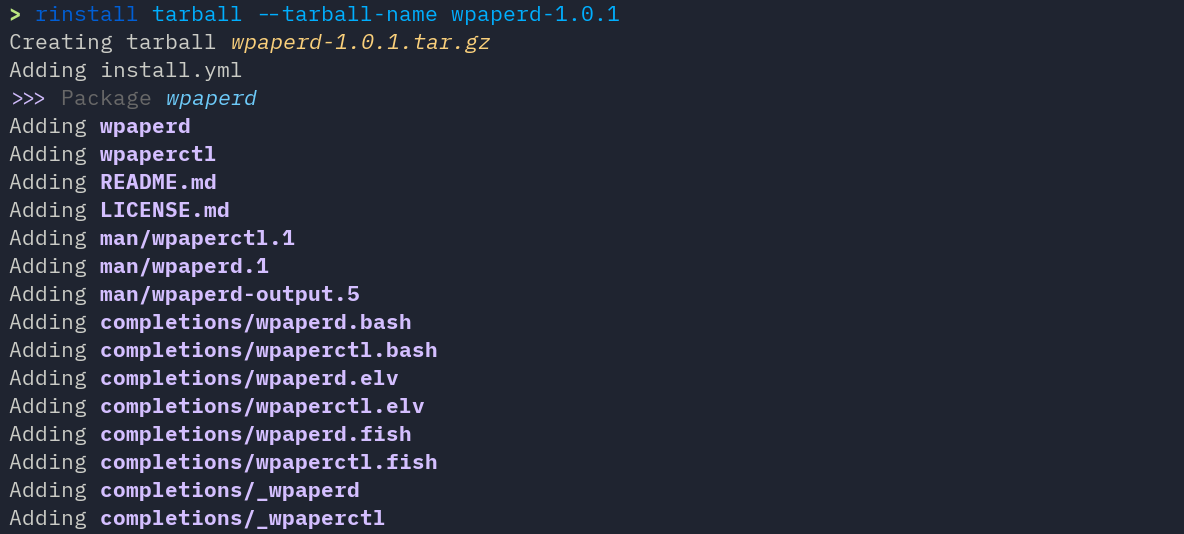 > rinstall tarball --tarball-name wpaperd-1.0.1
Creating tarball wpaperd-1.0.1.tar.gz
Adding install.yml
>>> Package wpaperd
Adding wpaperd
Adding wpaperctl
Adding README.md
Adding LICENSE.md
Adding man/wpaperctl.1
Adding man/wpaperd.1
Adding man/wpaperd-output.5
Adding completions/wpaperd.bash
Adding completions/wpaperctl.bash
Adding completions/wpaperd.elv
Adding completions/wpaperctl.elv
Adding completions/wpaperd.fish
Adding completions/wpaperctl.fish
Adding completions/_wpaperd
Adding completions/_wpaperctl